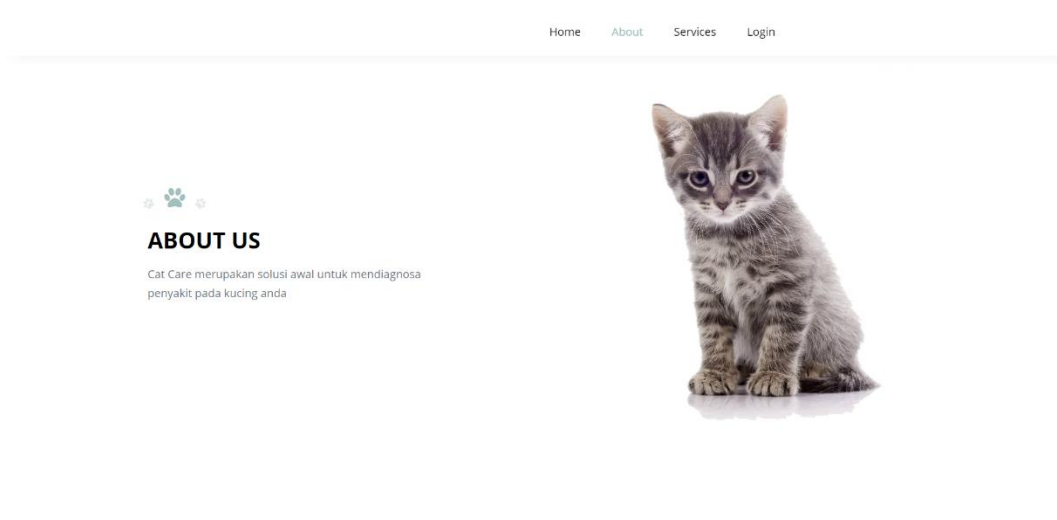 Home About Services Login
ABOUT US
Cat Care merupakan solusi awal untuk mendiagnosa
penyakit pada kucing anda